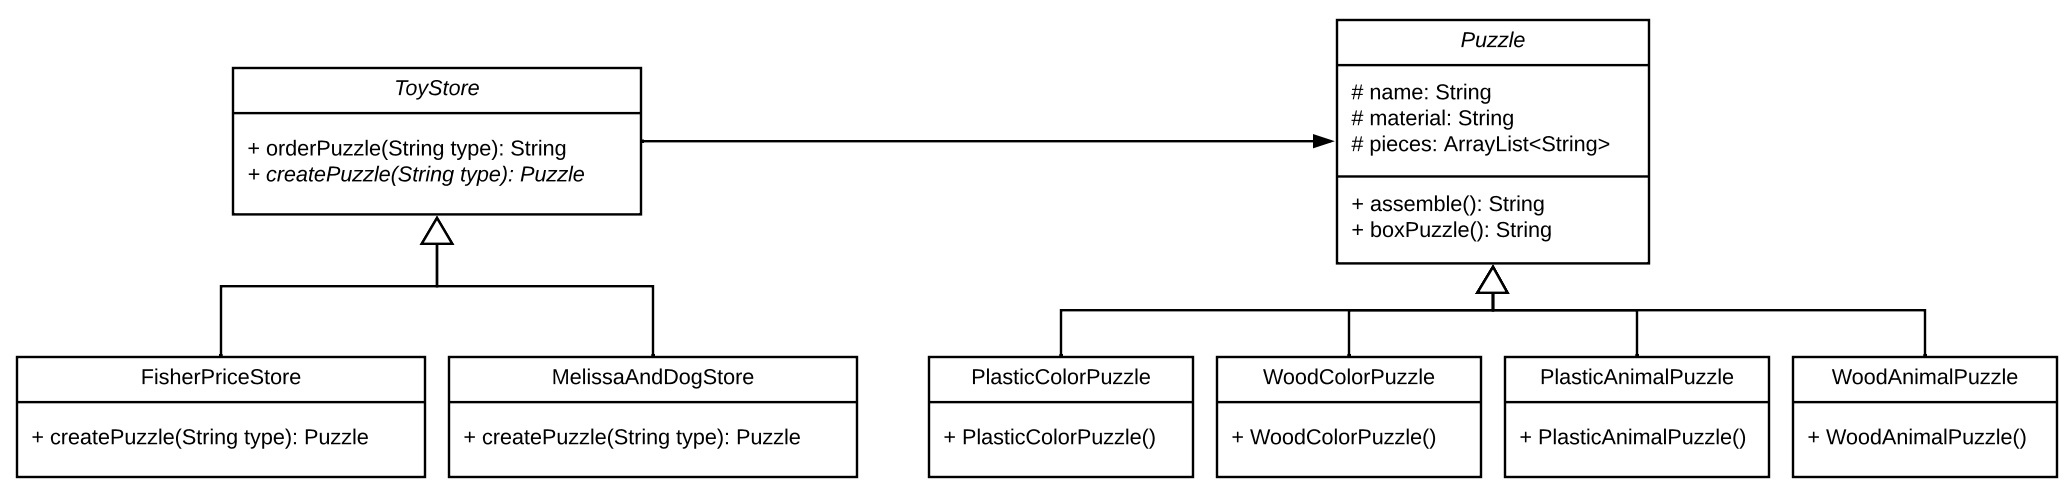 ToyStore
+ orderPuzzle(String type): String
+ createPuzzle(String type): Puzzle
Puzzle
# name: String
# material: String
# pieces: ArrayList<String>
+ assemble(): String
+ boxPuzzle(): String
FisherPriceStore
+ createPuzzle(String type): Puzzle
MelissaAndDogStore
+ createPuzzle(String type): Puzzle
PlasticColorPuzzle
+ PlasticColorPuzzle()
WoodColorPuzzle
+ WoodColorPuzzle()
PlasticAnimalPuzzle
+ PlasticAnimalPuzzle()
WoodAnimalPuzzle
+ WoodAnimalPuzzle()